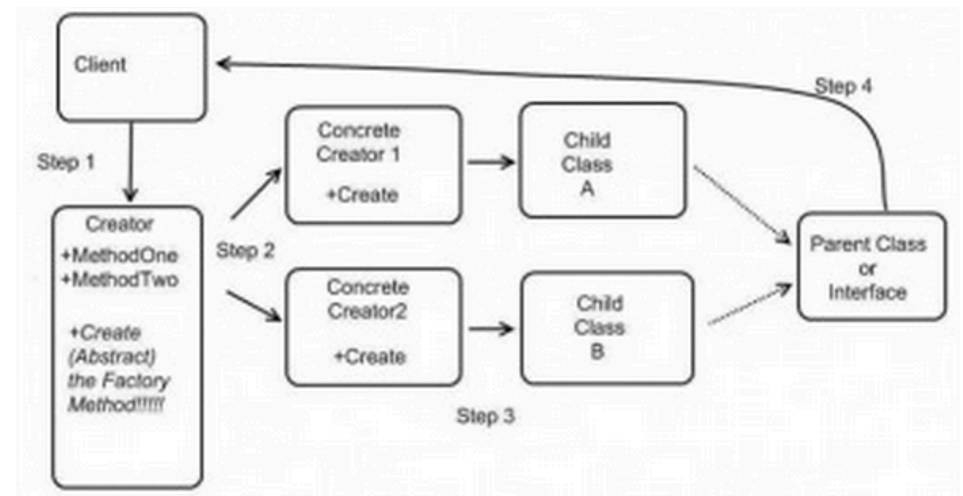 Client
Step 4
Step 1
Concrete
Creator 1
+Create
Child
Class
A
Creator
+MethodOne
+MethodTwo
+Create
(Abstract)
the Factory
Method!!!!!!
Step 2
Concrete
Creator2
+Create
Child
Class
B
Parent Class
or
Interface
Step 3